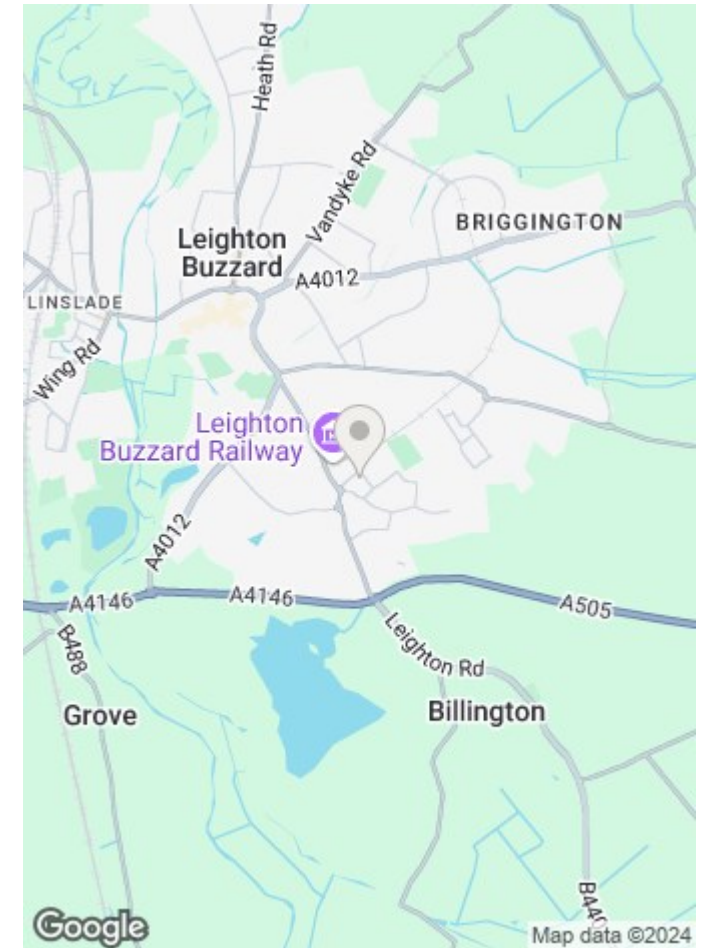 Heath Rd
Vandyke Rd
BRIGGINGTON
Leighton
Buzzard
A4012
LINSLADE
Wing Rd
Leighton
Buzzard Railway
A4012
A4146
A4146
A505
B488
Leighton Rd
Grove
Billington
Google
Map data ©2024